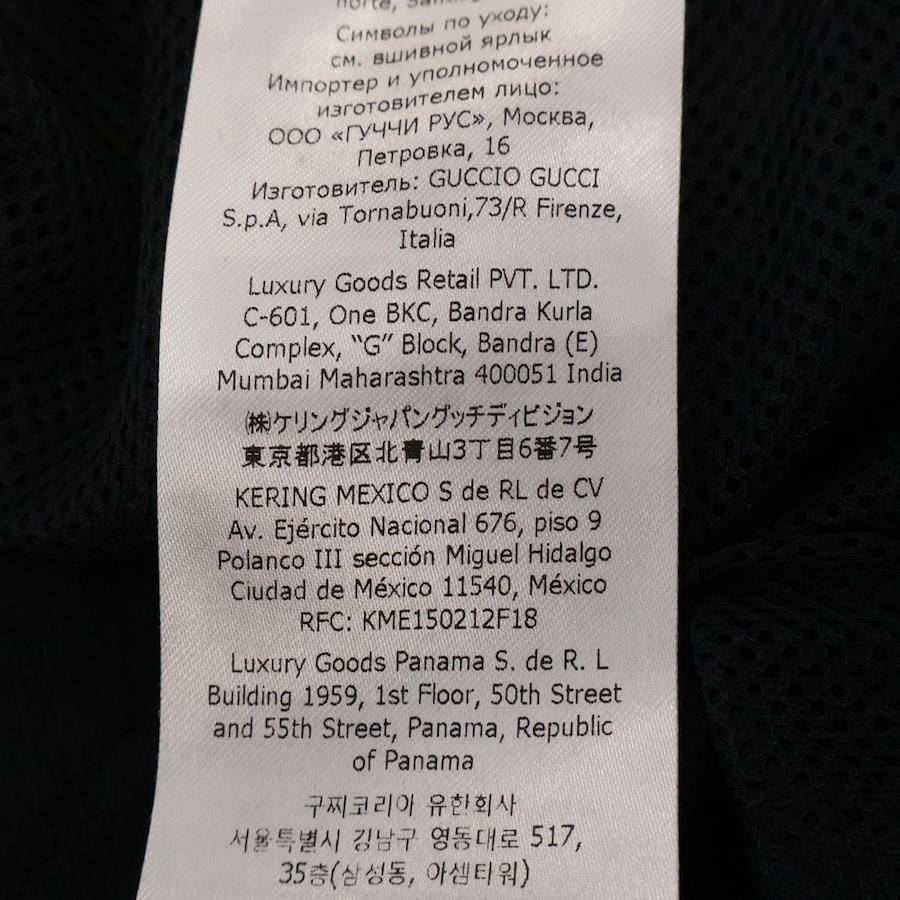 norte,
Символы по уходу:
см. вшивной ярлык
Импортер и уполномоченное
изготовителем лицо:
ООО «ГУЧЧИ РУС», Москва,
Петровка, 16
Изготовитель: GUCCIO GUCCI
S.p.A, via Tornabuoni,73/R Firenze,
Italia
Luxury Goods Retail PVT. LTD.
C-601, One BKC, Bandra Kurla
Complex, “G” Block, Bandra (E)
Mumbai Maharashtra 400051 India
㈱ケリングジャパングッチディビジョン
東京都港区北青山3丁目6番7号
KERING MEXICO S de RL de CV
Av. Ejército Nacional 676, piso 9
Polanco III sección Miguel Hidalgo
Ciudad de México 11540, México
RFC: KME150212F18
Luxury Goods Panama S. de R. L
Building 1959, 1st Floor, 50th Street
and 55th Street, Panama, Republic
of Panama
구찌코리아 유한회사
서울특별시 강남구 영동대로 517,
35층(삼성동, 아셈타워)